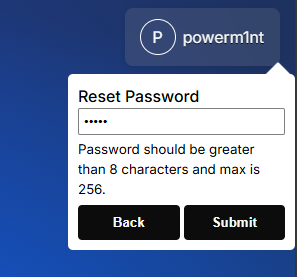 P powerm1nt
Reset Password
•••••
Password should be greater
than 8 characters and max is
256.
Back Submit